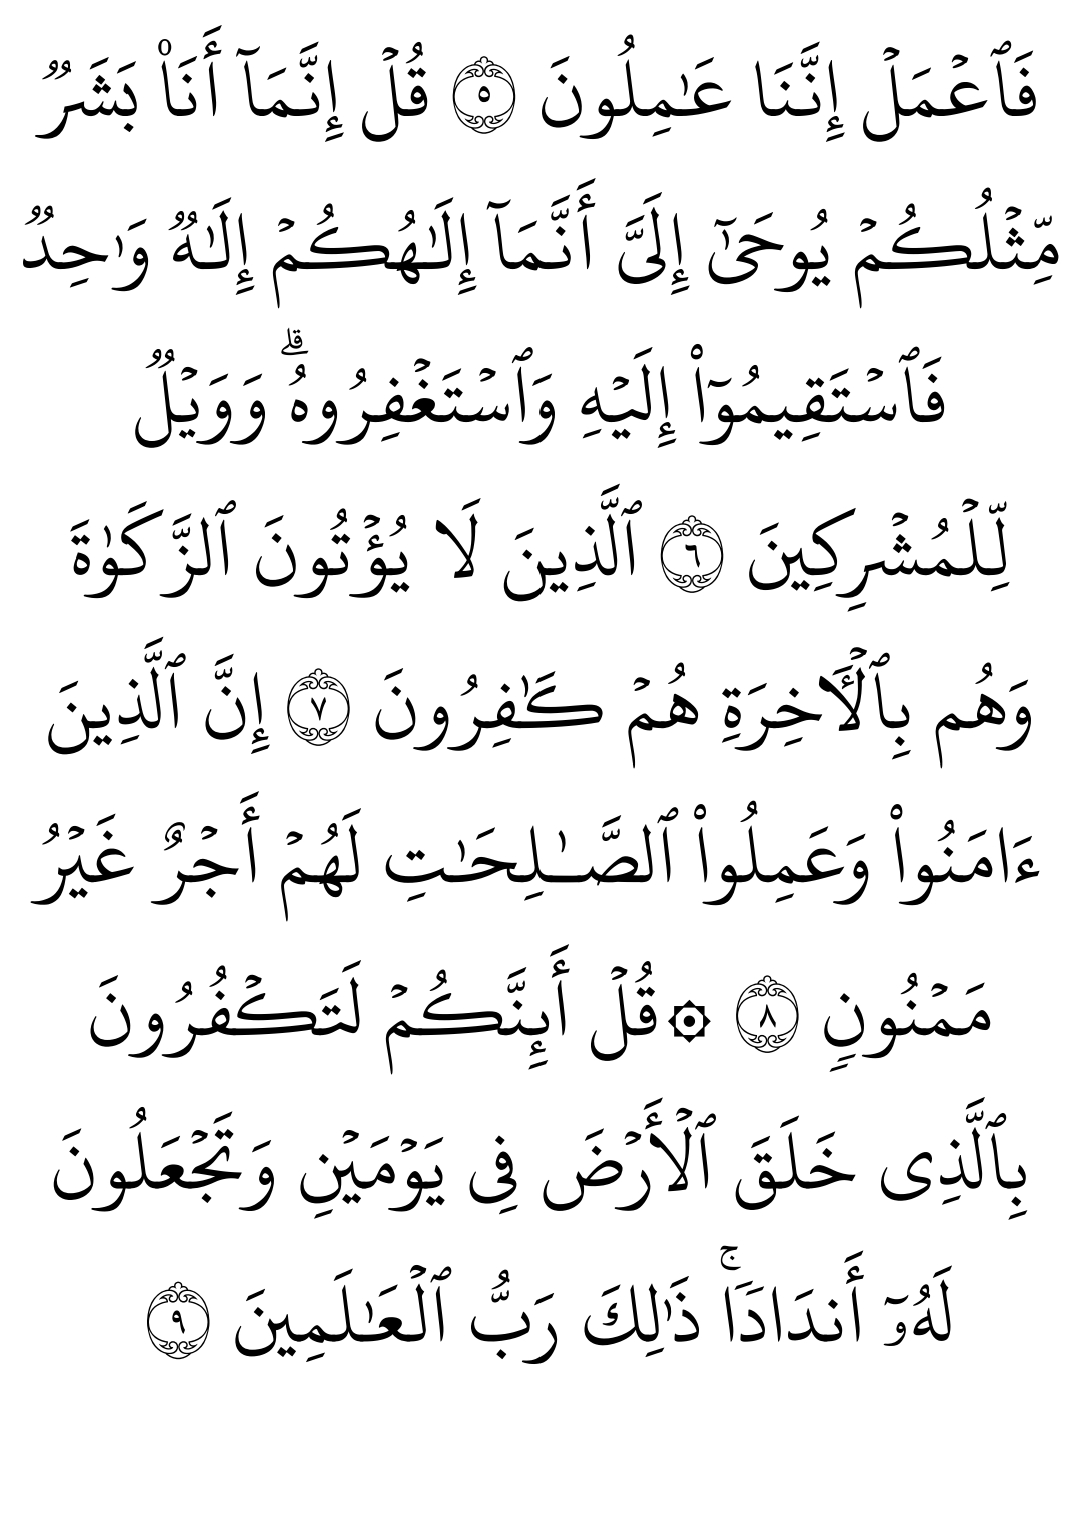 فَٱعۡمَلۡ إِنَّنَا عَٰمِلُونَ ٥ قُلۡ إِنَّمَآ أَنَا۠ بَشَرٞ
مِّثۡلُكُمۡ يُوحَىٰٓ إِلَيَّ أَنَّمَآ إِلَٰهُكُمۡ إِلَٰهٞ وَٰحِدٞ
فَٱسۡتَقِيمُوٓاْ إِلَيۡهِ وَٱسۡتَغۡفِرُوهُۗ وَوَيۡلٞ
لِّلۡمُشۡرِكِينَ ٦ ٱلَّذِينَ لَا يُؤۡتُونَ ٱلزَّكَوٰةَ
وَهُم بِٱلۡأٓخِرَةِ هُمۡ كَٰفِرُونَ ٧ إِنَّ ٱلَّذِينَ
ءَامَنُواْ وَعَمِلُواْ ٱلصَّٰلِحَٰتِ لَهُمۡ أَجۡرٌ غَيۡرُ
مَمۡنُونٖ ٨ ۞قُلۡ أَئِنَّكُمۡ لَتَكۡفُرُونَ
بِٱلَّذِي خَلَقَ ٱلۡأَرۡضَ فِي يَوۡمَيۡنِ وَتَجۡعَلُونَ
لَهُۥٓ أَندَادٗاۚ ذَٰلِكَ رَبُّ ٱلۡعَٰلَمِينَ ٩